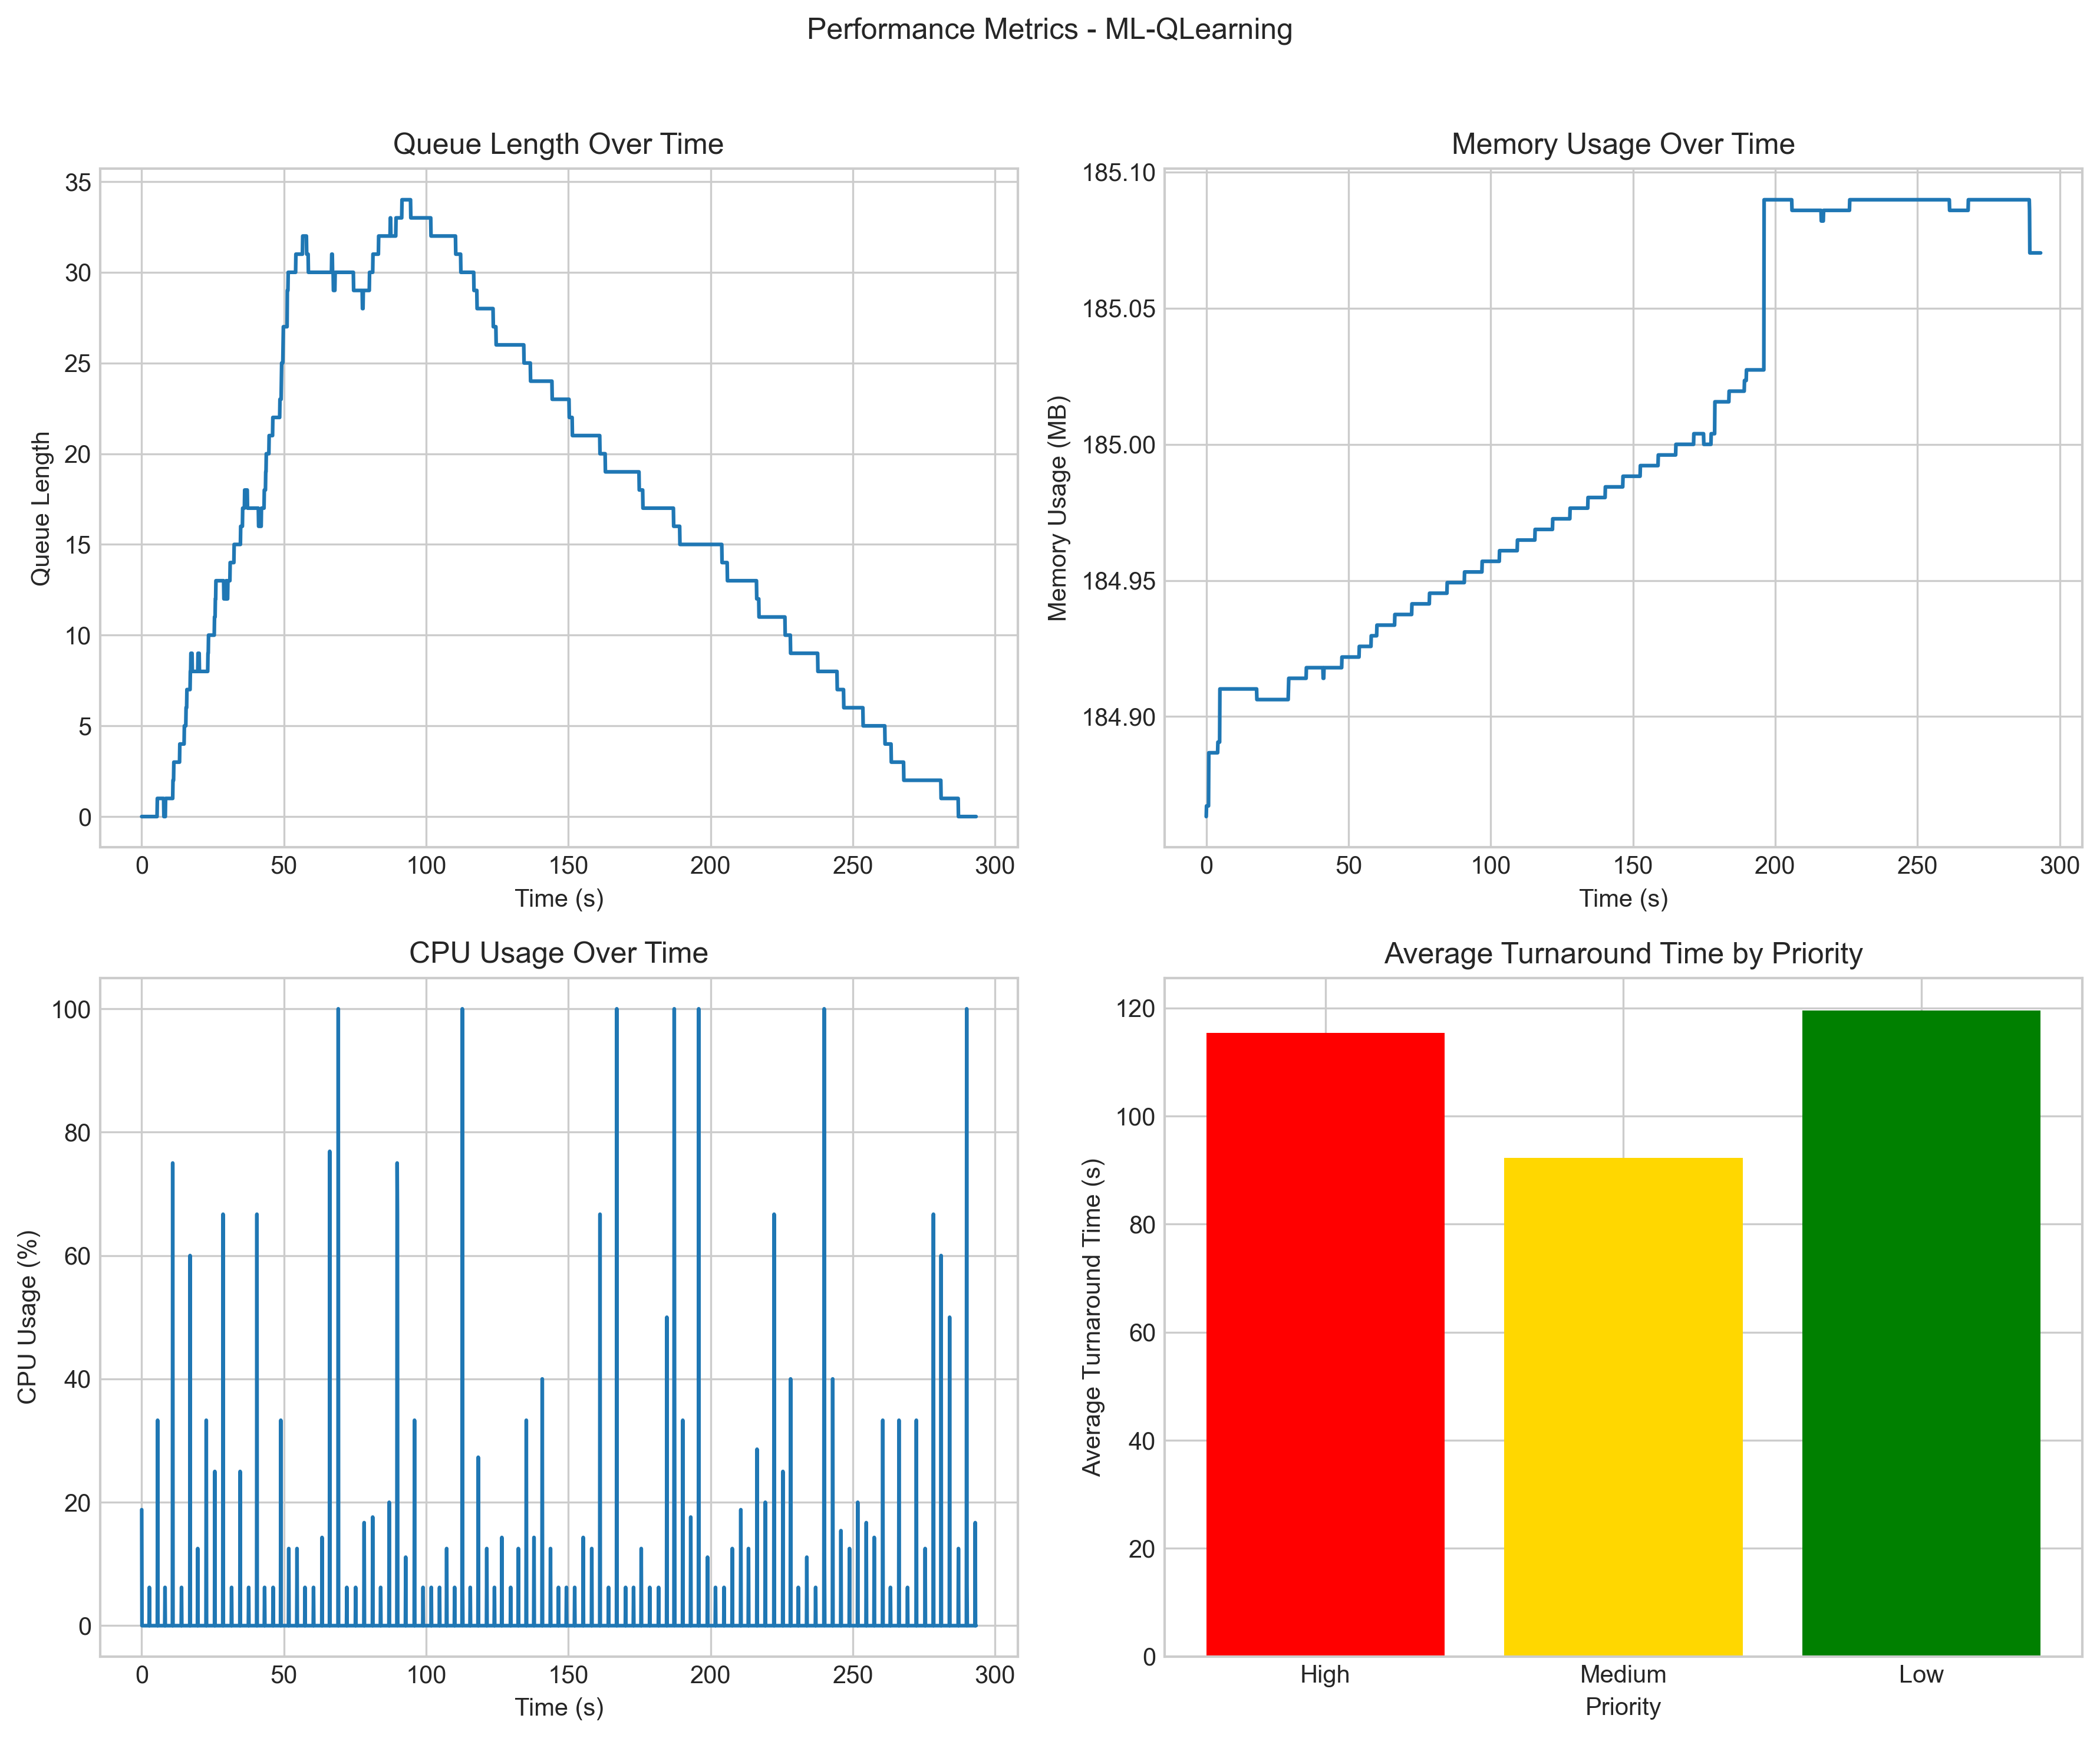 Performance Metrics - ML-QLearning
Queue Length Over Time
35
30
25
20
15
10
5
0
Queue Length
0 50 100 150 200 250 300
Time (s)
Memory Usage Over Time
185.10
185.05
185.00
184.95
184.90
Memory Usage (MB)
0 50 100 150 200 250 300
Time (s)
CPU Usage Over Time
100
80
60
40
20
0
CPU Usage (%)
0 50 100 150 200 250 300
Time (s)
Average Turnaround Time by Priority
120
100
80
60
40
20
0
Average Turnaround Time (s)
High Medium Low
Priority